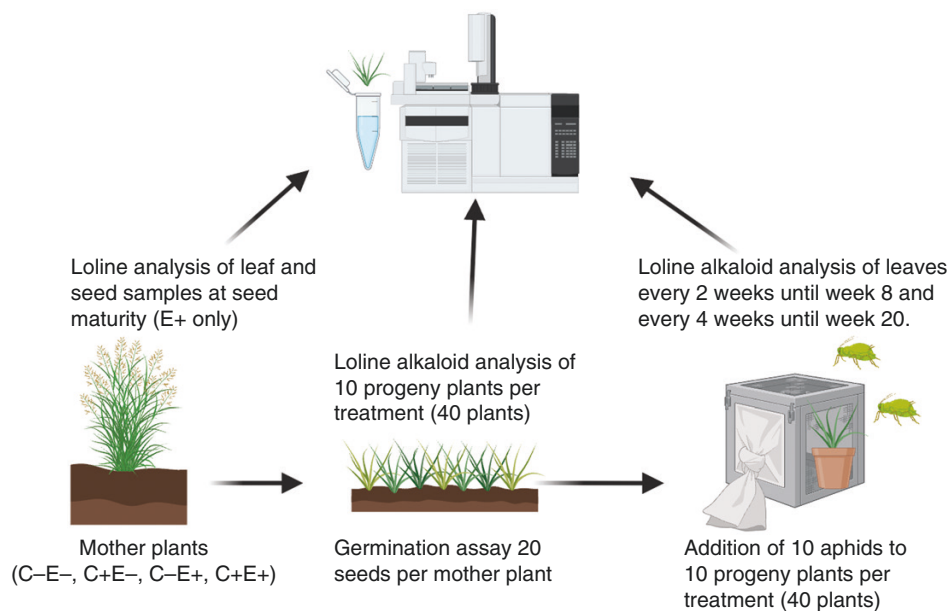 Loline analysis of leaf and
seed samples at seed
maturity (E+ only)
Loline alkaloid analysis of
10 progeny plants per
treatment (40 plants)
Loline alkaloid analysis of leaves
every 2 weeks until week 8 and
every 4 weeks until week 20.
Mother plants
(C–E–, C+E–, C–E+, C+E+)
Germination assay 20
seeds per mother plant
Addition of 10 aphids to
10 progeny plants per
treatment (40 plants)